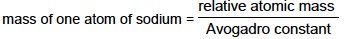 mass of one atom of sodium = relative atomic mass
Avogadro constant